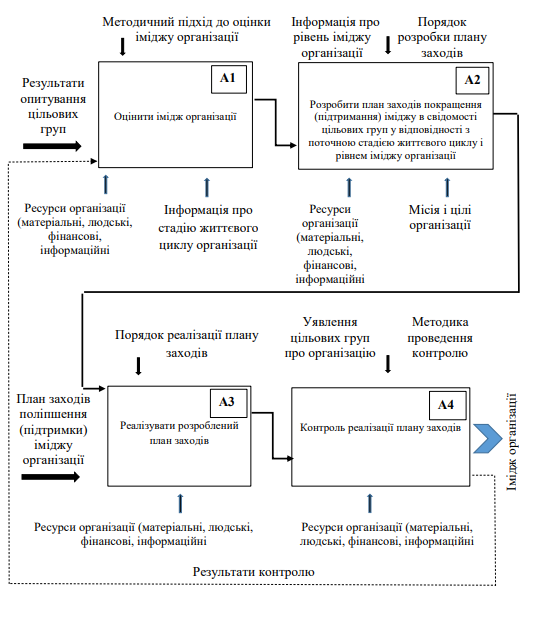 Методичний підхід до оцінки
іміджу організації
Інформація про
рівень іміджу
організації
Порядок
розробки плану
заходів
Результати
опитування
цільових
груп
А1
Оцінити імідж організації
А2
Розробити план заходів покращення
(підтримання) іміджу в свідомості
цільових груп у відповідності з
поточною стадією життєвого циклу і
рівнем іміджу організації
Ресурси організації
(матеріальні, людські,
фінансові,
інформаційні
Інформація про
стадію життєвого
циклу організації
Ресурси
організації
(матеріальні,
людські,
фінансові,
інформаційні
Місія і цілі
організації
Порядок реалізації плану
заходів
Уявлення
цільових груп
про організацію
Методика
проведення
контролю
План заходів
поліпшення
(підтримки)
іміджу
організації
А3
Реалізувати розроблений
план заходів
А4
Контроль реалізації плану заходів
Імідж організації
Ресурси організації (матеріальні, людські,
фінансові, інформаційні
Ресурси організації (матеріальні,
людські, фінансові, інформаційні
Результати контролю